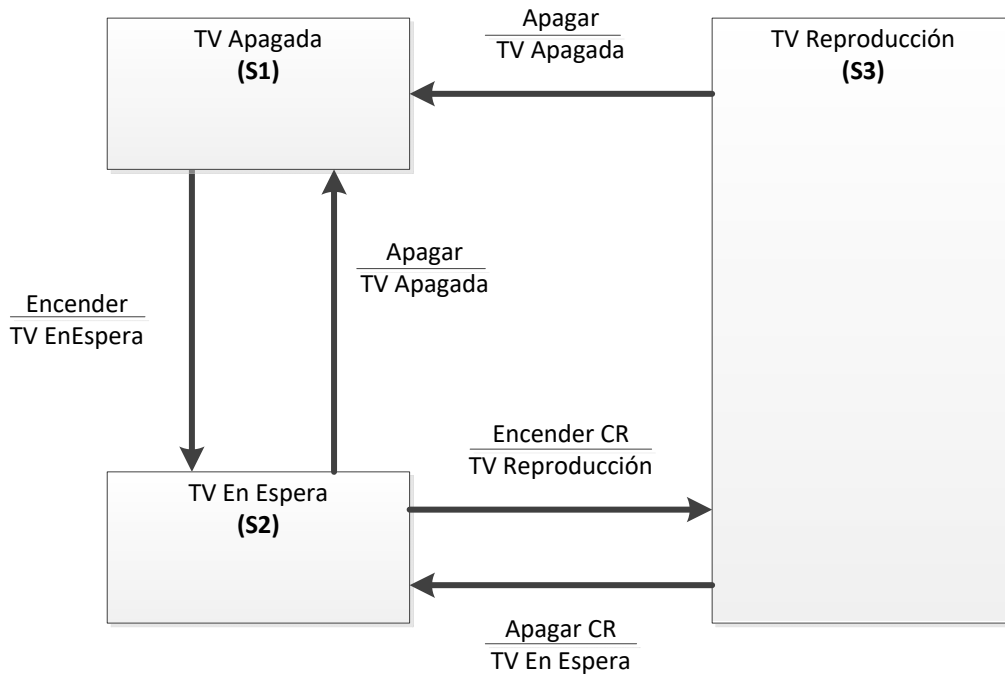 TV Apagada
(S1)
Apagar
TV Apagada
TV Reproducción
(S3)
Apagar
TV Apagada
Encender
TV EnEspera
Encender CR
TV Reproducción
TV En Espera
(S2)
Apagar CR
TV En Espera